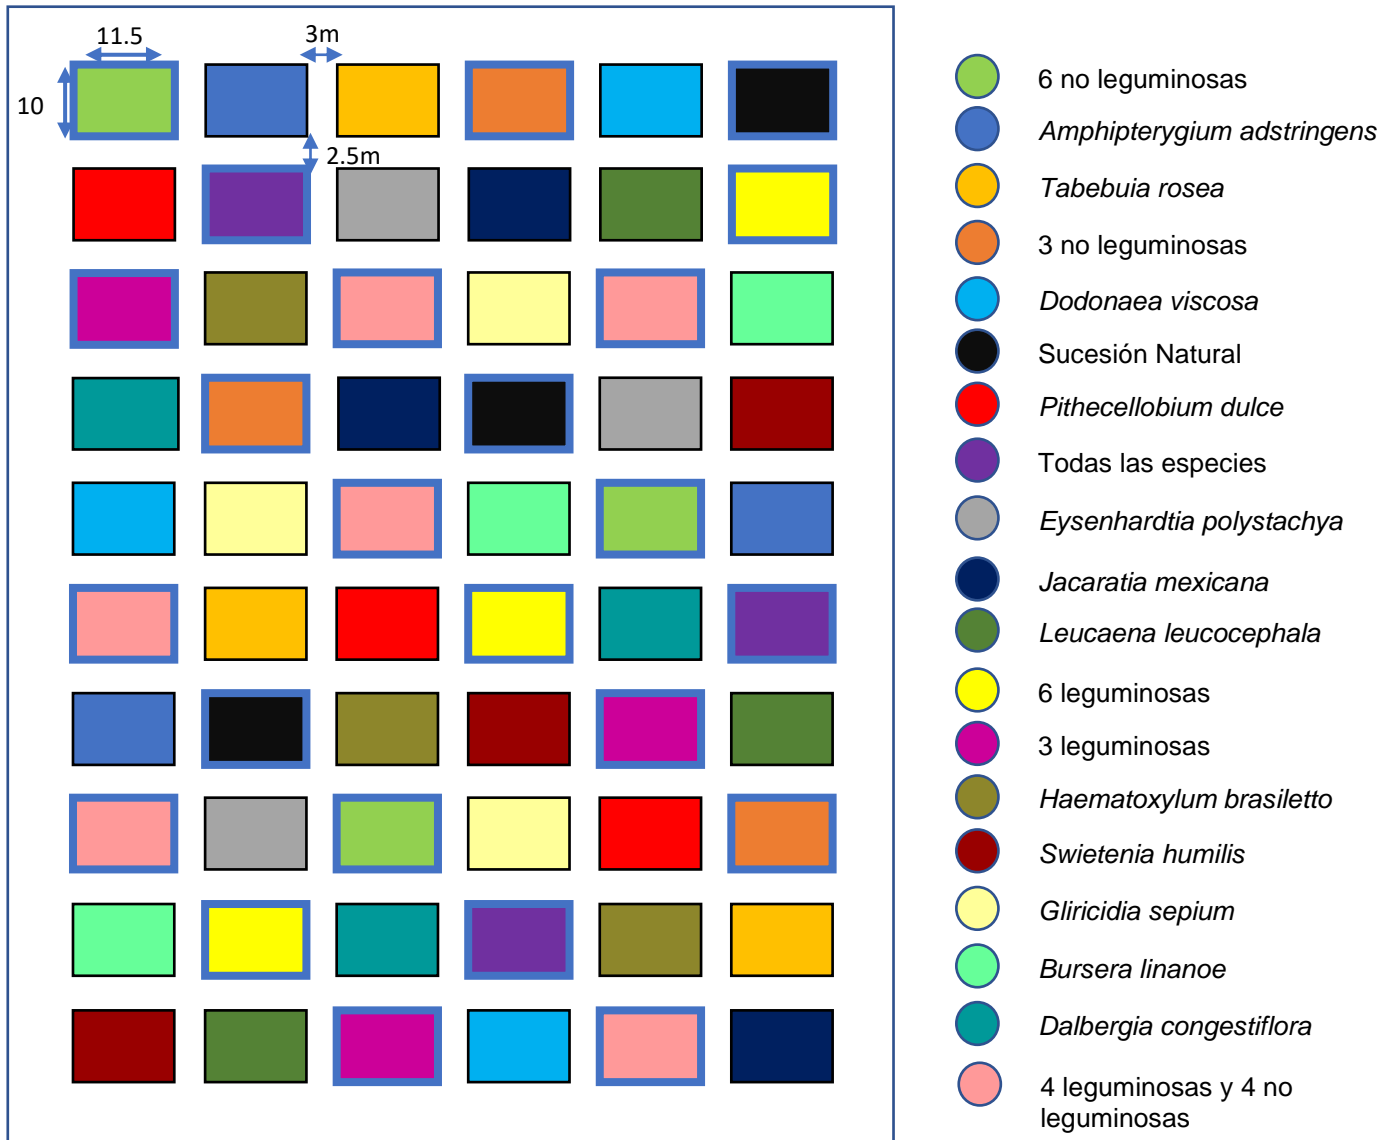 11.5
3m
10
2.5m
6 no leguminosas
Amphipterygium adstringens
Tabebuia rosea
3 no leguminosas
Dodonaea viscosa
Sucesión Natural
Pithecellobium dulce
Todas las especies
Eysenhardtia polystachya
Jacaratia mexicana
Leucaena leucocephala
6 leguminosas
3 leguminosas
Haematoxylum brasiletto
Swietenia humilis
Gliricidia sepium
Bursera linanoe
Dalbergia congestiflora
4 leguminosas y 4 no
leguminosas